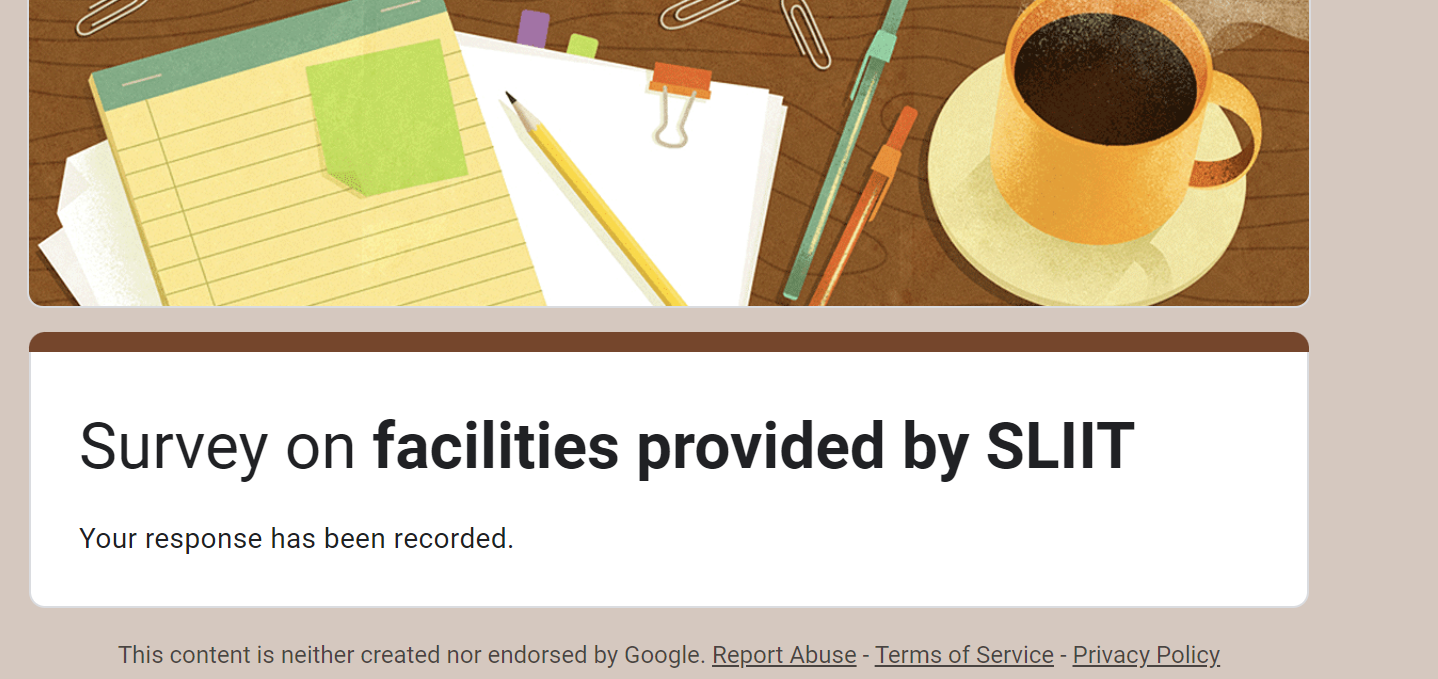 Survey on facilities provided by SLIIT
Your response has been recorded.
This content is neither created nor endorsed by Google. Report Abuse - Terms of Service - Privacy Policy